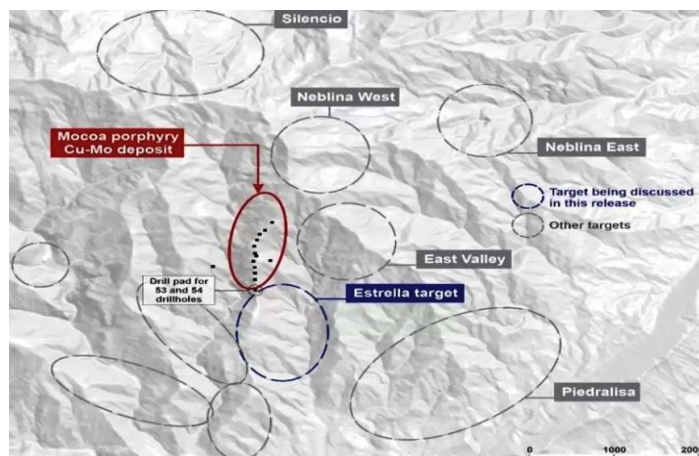 Silencio
Neblina West
Mocoa porphyry
Cu-Mo deposit
Neblina East
Target being discussed
in this release
Other targets
East Valley
Drill pad for
53 and 54
drillholes
Estrella target
Piedralisa
0 1000 200